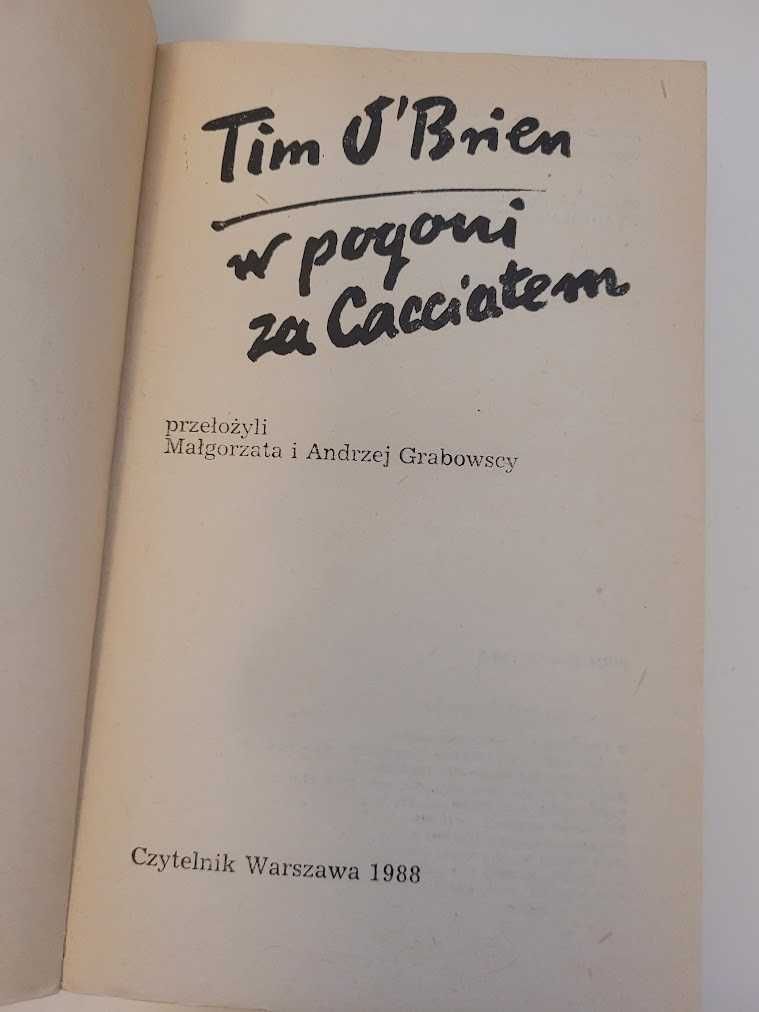 Tim O'Brien
w pogoni
za Cacciatem
przełożyli
Małgorzata i Andrzej Grabowscy
Czytelnik Warszawa 1988